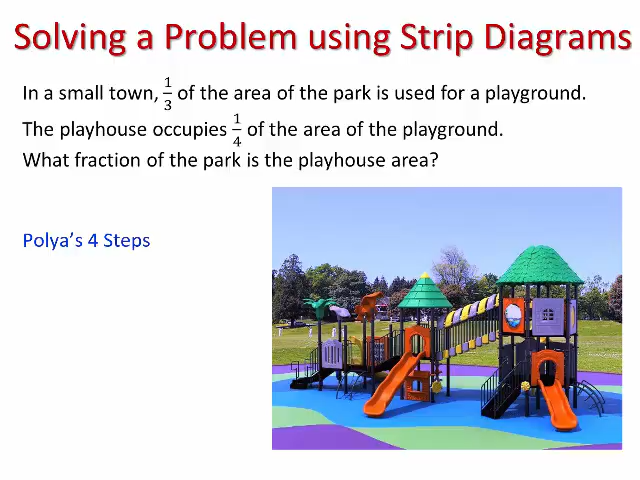 Solving a Problem using Strip Diagrams
In a small town, 1/3 of the area of the park is used for a playground.
The playhouse occupies 1/4 of the area of the playground.
What fraction of the park is the playhouse area?
Polya's 4 Steps